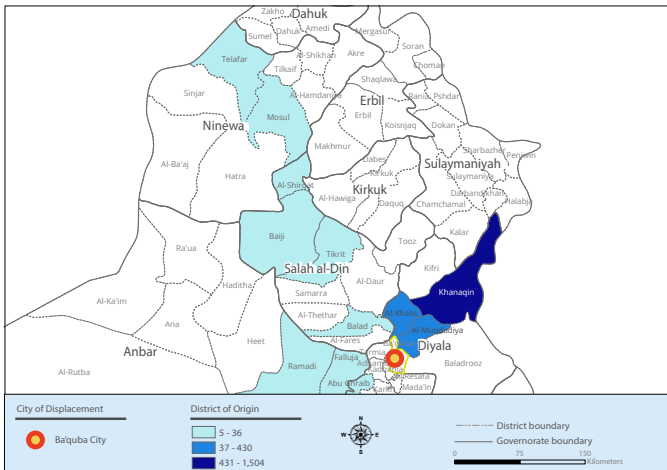 Dahuk
Zakho
Mergasur
Sumel
Dahuk
Amedi
Soran
Telafar
Al-Shikhan
Akre
Choman
Tilkaif
Shaqlawa
Sinjar
Al-Hamdaniya
Rania
Pshdar
Mosul
Erbil
Erbil
Koisnjaq
Dokan
Ninewa
Makhmur
Sharbazher
Penjwin
Al-Ba'aj
Dabes
Sulaymaniyah
Hatra
Kirkuk
Sulaymaniya
Al-Shirqat
Kirkuk
Darbandikhan
Al-Hawiga
Daquq
Chamchamal
Halabja
Baiji
Kalar
Ra'ua
Tikrit
Tooz
Salah al-Din
Kifri
Haditha
Al-Daur
Samarra
Khanaqin
Al-Ka'im
Al-Thethar
Al-Khalis
Ana
Balad
Al-Muqdadiya
Heet
Al-Fares
Diyala
Anbar
Tarmia
Falluja
Baladrooz
Ramadi
Al-Rutba
Abu Ghraib
Al-Resafa
Karkh
Mada'in
City of Displacement
Ba'quba City
District of Origin
5 - 36
37 - 430
431 - 1,504
N
W
E
S
District boundary
Governorate boundary
0 75 150
Kilometers